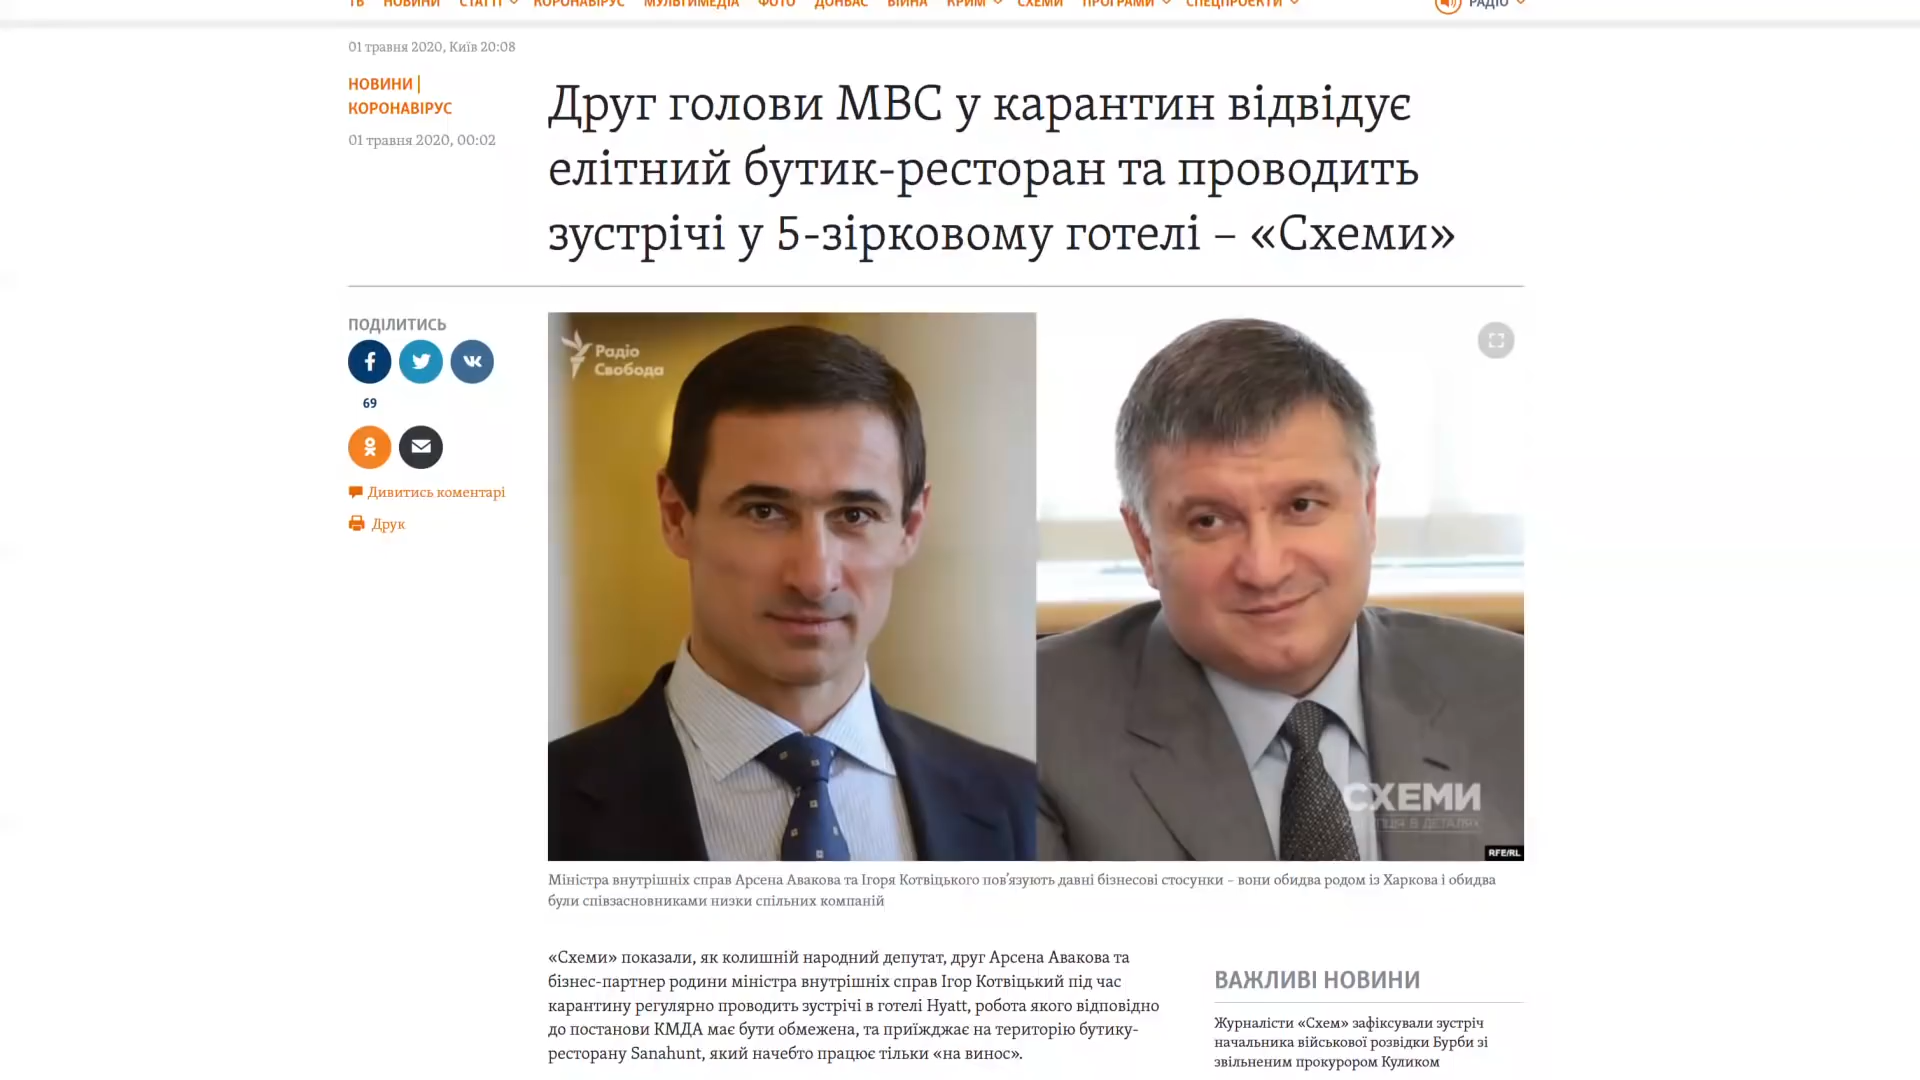 ТВ НОВИНИ СТАТТІ КОРОНАВІРУС МУЛЬТИМЕДІА ФОТО ДОНБАС ВІЙНА КРИМ СХЕМИ ПРОГРАМИ СПЕЦПРОЄКТИ РАДІО
01 травня 2020, Київ 20:08
НОВИНИ |
КОРОНАВІРУС
01 травня 2020, 00:02
Друг голови МВС у карантин відвідує
елітний бутик-ресторан та проводить
зустрічі у 5-зірковому готелі – «Схеми»
ПОДІЛИТИСЬ
69
Дивитись коментарі
Друк
Радіо
Свобода
СХЕМИ
В ДЕТАЛЯХ
RFE/RL
Міністра внутрішніх справ Арсена Авакова та Ігоря Котвіцького пов’язують давні бізнесові стосунки – вони обидва родом із Харкова і обидва
були співзасновниками низки спільних компаній
«Схеми» показали, як колишній народний депутат, друг Арсена Авакова та
бізнес-партнер родини міністра внутрішніх справ Ігор Котвіцький під час
карантину регулярно проводить зустрічі в готелі Hyatt, робота якого відповідно
до постанови КМДА має бути обмежена, та приїжджає на територію бутику-
ресторану Sanahunt, який начебто працює тільки «на винос».
ВАЖЛИВІ НОВИНИ
Журналісти «Схем» зафіксували зустріч
начальника військової розвідки Бурби зі
звільненим прокурором Куликом